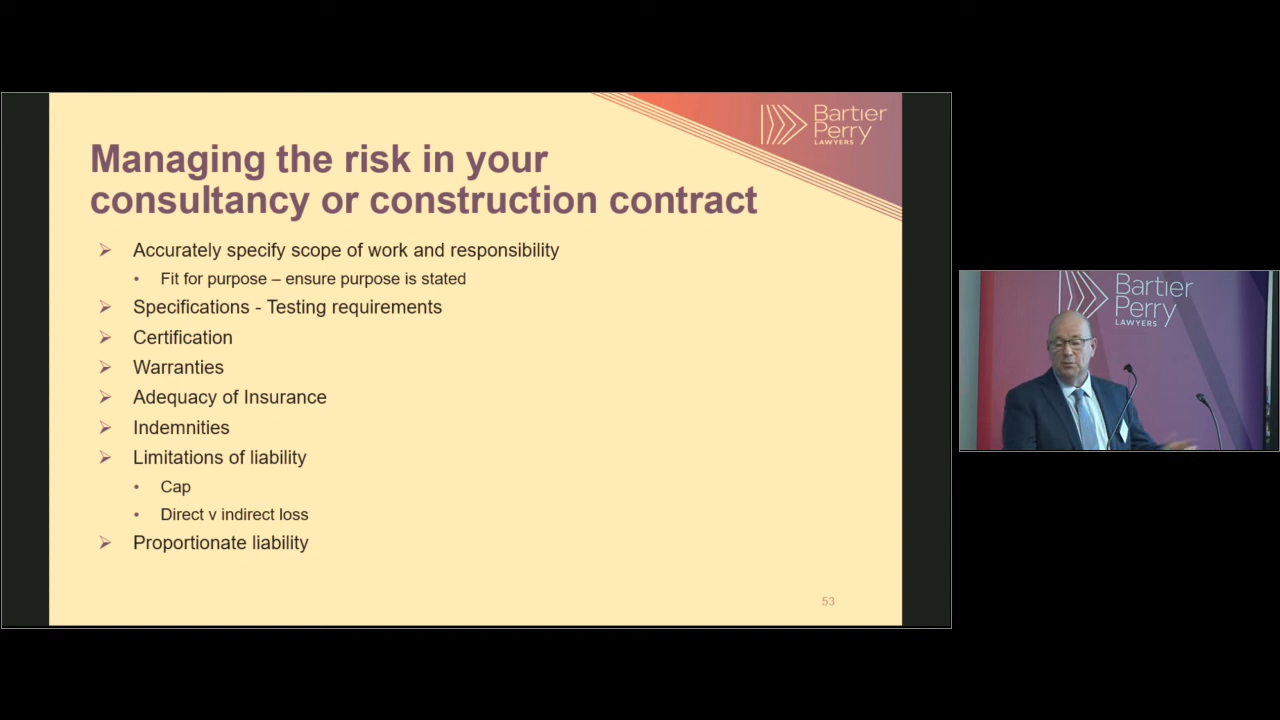 Bartier
Perry
LAWYERS
Managing the risk in your
consultancy or construction contract
Accurately specify scope of work and responsibility
Fit for purpose – ensure purpose is stated
Specifications - Testing requirements
Certification
Warranties
Adequacy of Insurance
Indemnities
Limitations of liability
Cap
Direct v indirect loss
Proportionate liability
53
Bartier
Perry
LAWYERS